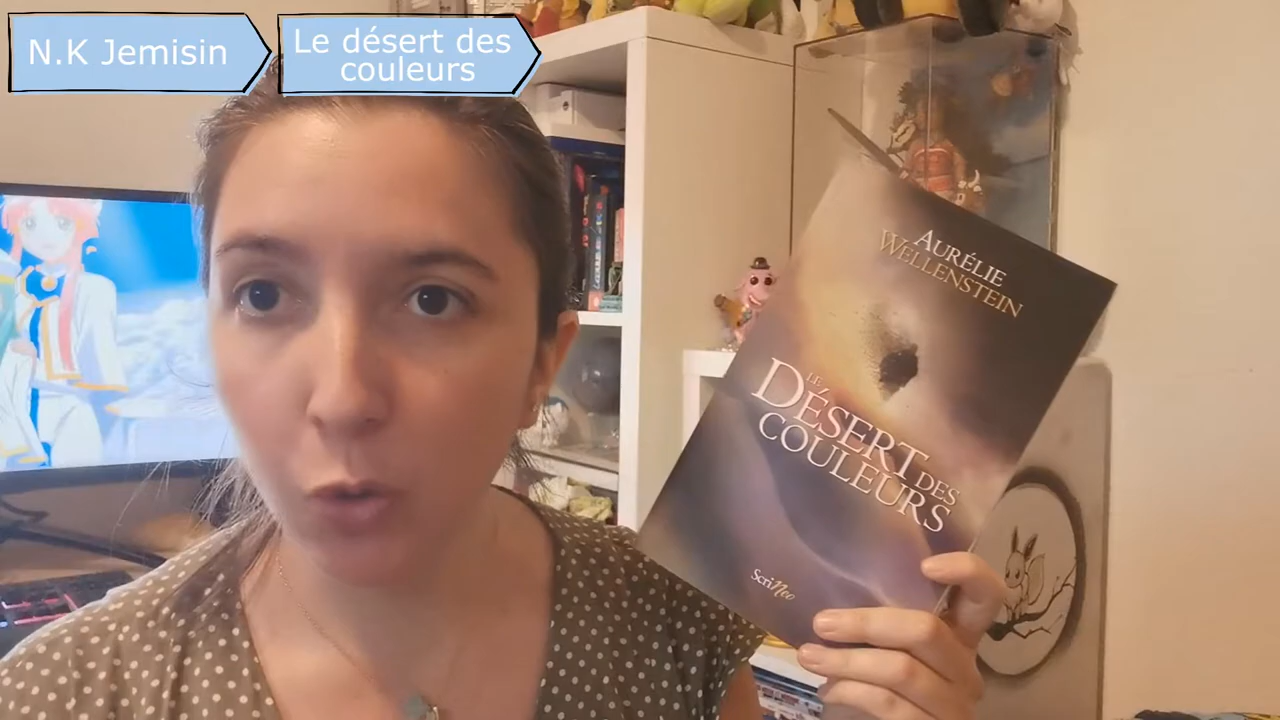 N.K Jemisin
Le désert des
couleurs
AURÉLIE
WELLENSTEIN
LE
DÉSERT DES
COULEURS
ScriNeo